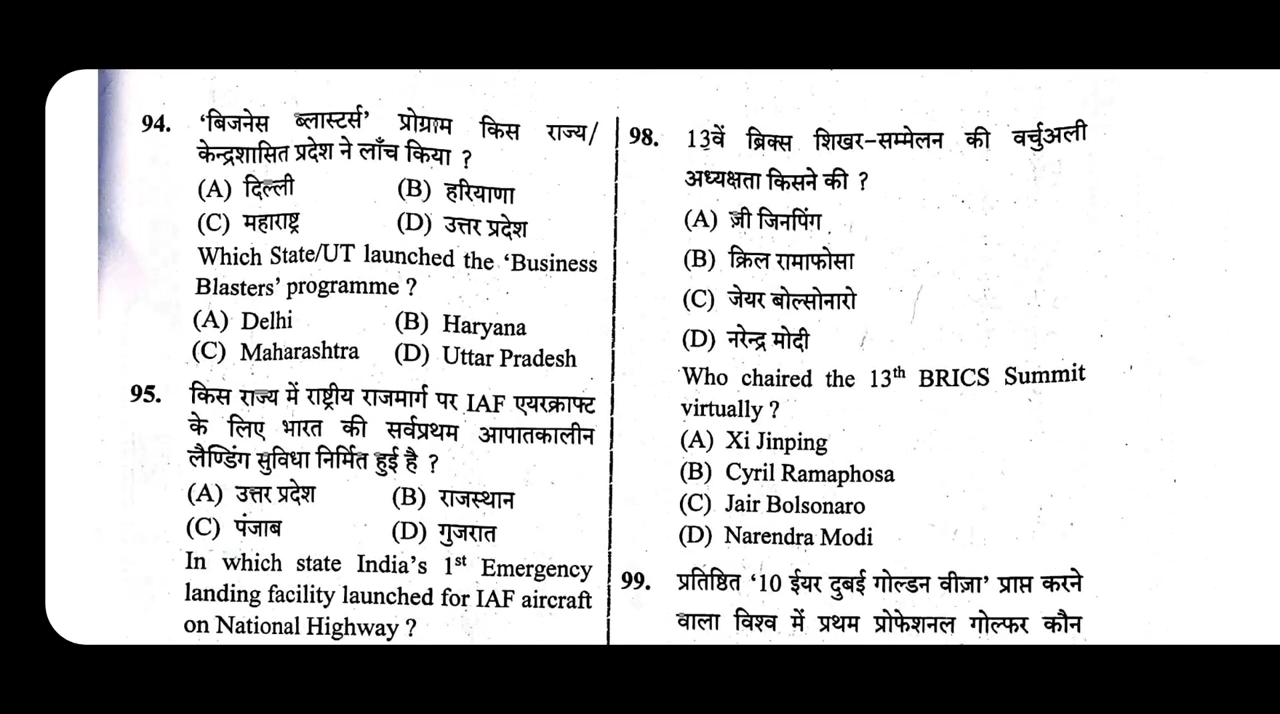 94. ‘बिजनेस ब्लास्टर्स’ प्रोग्राम किस राज्य/
केन्द्रशासित प्रदेश ने लाँच किया ?
(A) दिल्ली (B) हरियाणा
(C) महाराष्ट्र (D) उत्तर प्रदेश
Which State/UT launched the ‘Business
Blasters’ programme ?
(A) Delhi (B) Haryana
(C) Maharashtra (D) Uttar Pradesh
95. किस राज्य में राष्ट्रीय राजमार्ग पर IAF एयरक्राफ्ट
के लिए भारत की सर्वप्रथम आपातकालीन
लैण्डिंग सुविधा निर्मित हुई है ?
(A) उत्तर प्रदेश (B) राजस्थान
(C) पंजाब (D) गुजरात
In which state India’s 1st Emergency
landing facility launched for IAF aircraft
on National Highway ?
98. 13वें ब्रिक्स शिखर-सम्मेलन की वर्चुअली
अध्यक्षता किसने की ?
(A) ज़ी जिनपिंग
(B) क्रिल रामाफोसा
(C) जेयर बोल्सोनारो
(D) नरेन्द्र मोदी
Who chaired the 13th BRICS Summit
virtually ?
(A) Xi Jinping
(B) Cyril Ramaphosa
(C) Jair Bolsonaro
(D) Narendra Modi
99. प्रतिष्ठित ‘10 ईयर दुबई गोल्डन वीज़ा’ प्राप्त करने
वाला विश्व में प्रथम प्रोफेशनल गोल्फर कौन